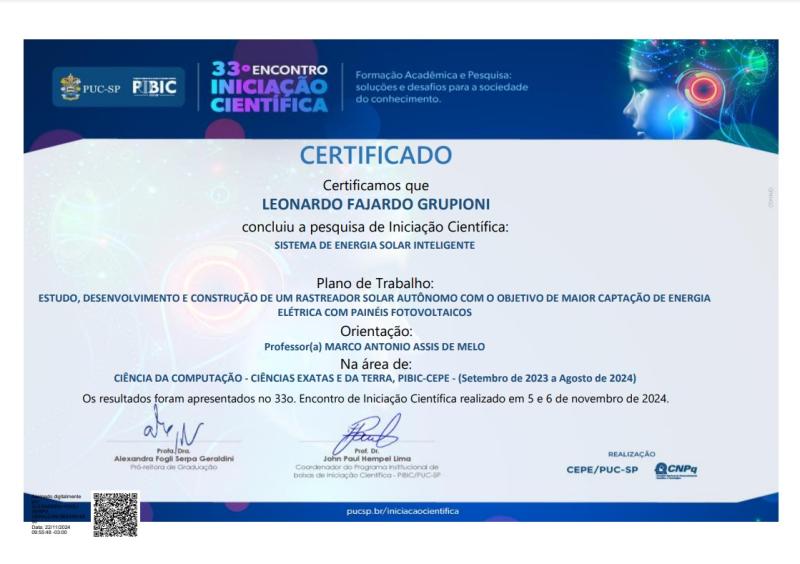 PUC-SP
PIBIC
33º ENCONTRO
INICIAÇÃO
CIENTÍFICA
Formação Acadêmica e Pesquisa:
soluções e desafios para a sociedade
do conhecimento.
CERTIFICADO
Certificamos que
LEONARDO FAJARDO GRUPIONI
concluiu a pesquisa de Iniciação Científica:
SISTEMA DE ENERGIA SOLAR INTELIGENTE
Plano de Trabalho:
ESTUDO, DESENVOLVIMENTO E CONSTRUÇÃO DE UM RASTREADOR SOLAR AUTÔNOMO COM O OBJETIVO DE MAIOR CAPTAÇÃO DE ENERGIA
ELÉTRICA COM PAINÉIS FOTOVOLTAICOS
Orientação:
Professor(a) MARCO ANTONIO ASSIS DE MELO
Na área de:
CIÊNCIA DA COMPUTAÇÃO - CIÊNCIAS EXATAS E DA TERRA, PIBIC-CEPE - (Setembro de 2023 a Agosto de 2024)
Os resultados foram apresentados no 33o. Encontro de Iniciação Científica realizado em 5 e 6 de novembro de 2024.
Profa. Dra.
Alexandra Fogli Serpa Geraldini
Pró-reitora de Graduação
Prof. Dr.
John Paul Hempel Lima
Coordenador do Programa Institucional de
bolsas de Iniciação Científica - PIBIC/PUC-SP
REALIZAÇÃO
CEPE/PUC-SP
CNPq
digitalmente
Data: 22/11/2024
09:55:48 -03:00
pucsp.br/iniciacaocientifica